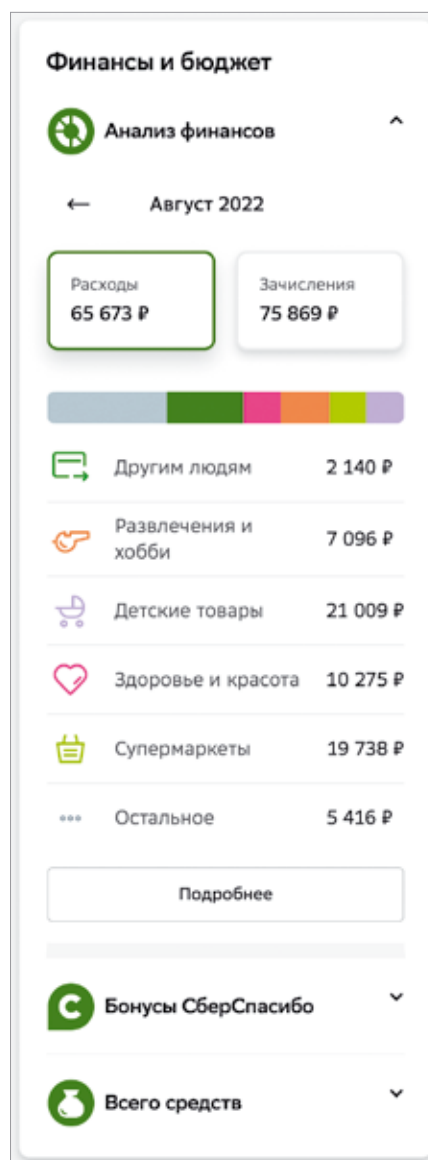 Финансы и бюджет
Анализ финансов
Август 2022
Расходы
65 673 ₽
Зачисления
75 869 ₽
Другим людям 2 140 ₽
Развлечения и
хобби 7 096 ₽
Детские товары 21 009 ₽
Здоровье и красота 10 275 ₽
Супермаркеты 19 738 ₽
Остальное 5 416 ₽
Подробнее
Бонусы СберСпасибо
Всего средств